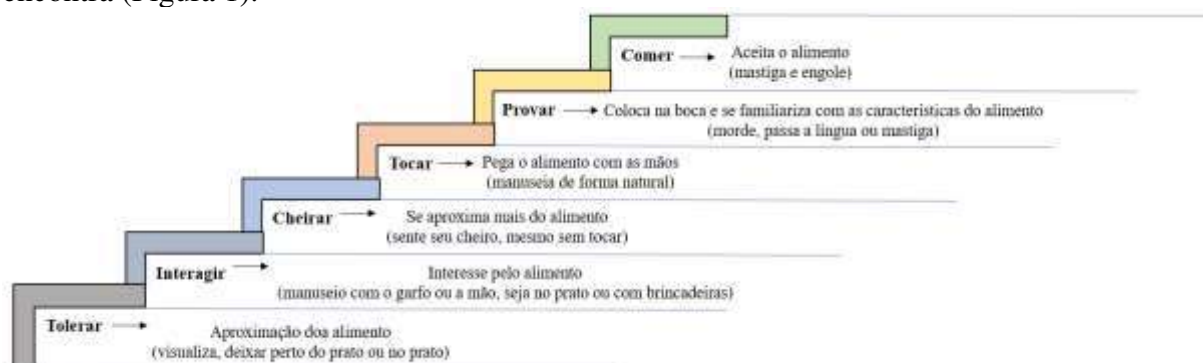 encontra (Figura 1).
Comer → Aceita o alimento
(mastiga e engole)
Provar → Coloca na boca e se familiariza com as características do alimento
(morde, passa a língua ou mastiga)
Tocar → Pega o alimento com as mãos
(manuseia de forma natural)
Cheirar → Se aproxima mais do alimento
(sente seu cheiro, mesmo sem tocar)
Interagir → Interesse pelo alimento
(manuseio com o garfo ou a mão, seja no prato ou com brincadeiras)
Tolerar → Aproximação doa alimento
(visualiza, deixar perto do prato ou no prato)